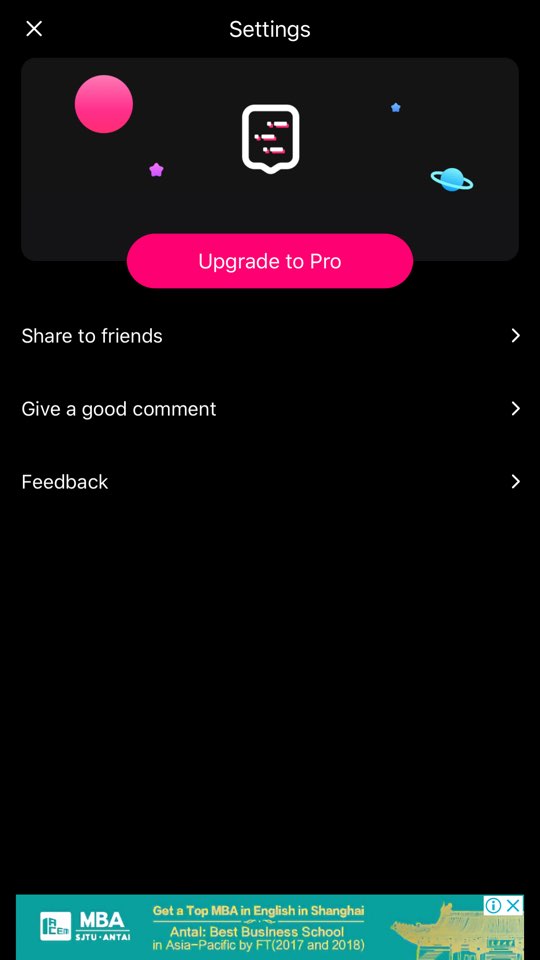 Settings
Upgrade to Pro
Share to friends
Give a good comment
Feedback
MBA
SJTU·ANTAI
Get a Top MBA in English in Shanghai
Antai: Best Business School
in Asia-Pacific by FT(2017 and 2018)